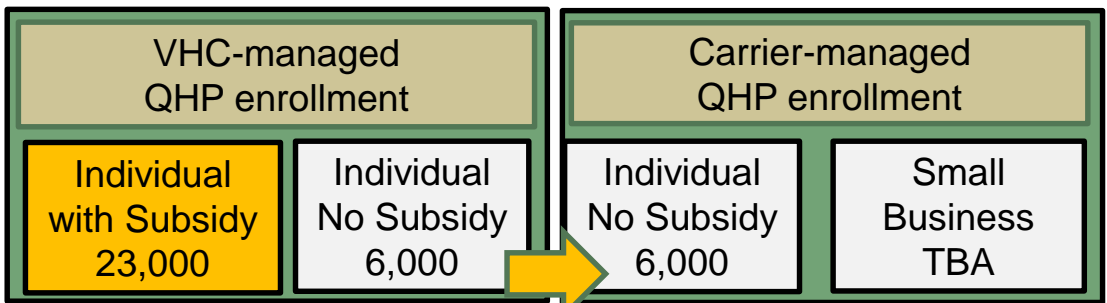 VHC-managed
QHP enrollment
Individual
with Subsidy
23,000
Individual
No Subsidy
6,000
Carrier-managed
QHP enrollment
Individual
No Subsidy
6,000
Small
Business
TBA